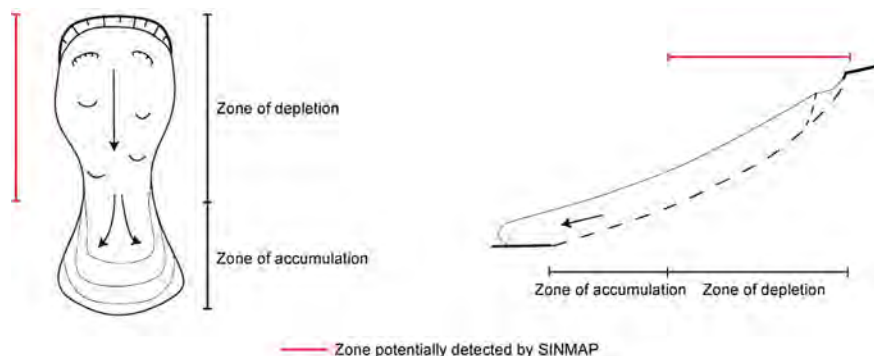 Zone of depletion
Zone of accumulation
Zone of accumulation Zone of depletion
Zone potentially detected by SINMAP